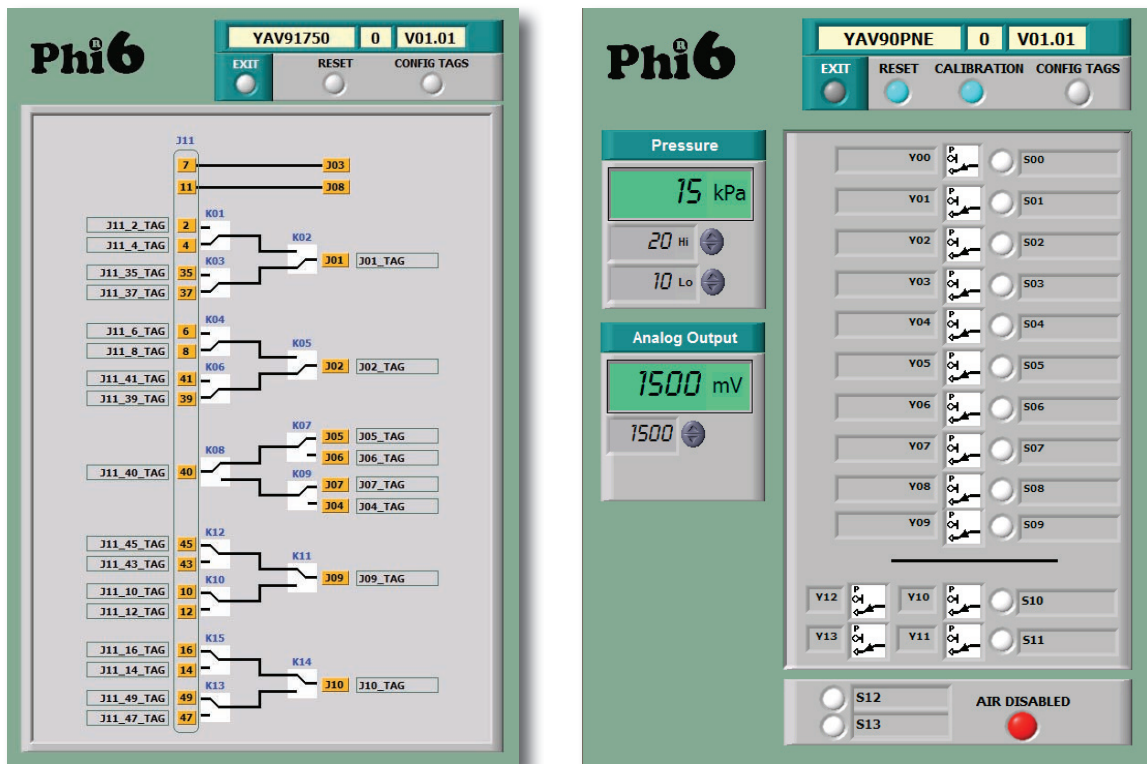 Phi6®
YAV91750 0 V01.01
EXIT RESET CONFIG TAGS
J11
7 J03
11 J08
K01
J11_2_TAG 2
K02
J11_4_TAG 4
K03
J01 J01_TAG
J11_35_TAG 35
J11_37_TAG 37
K04
J11_6_TAG 6
K05
J11_8_TAG 8
K06
J02 J02_TAG
J11_41_TAG 41
J11_39_TAG 39
K07
J05 J05_TAG
K08
J06 J06_TAG
J11_40_TAG 40
K09
J07 J07_TAG
J04 J04_TAG
K12
J11_45_TAG 45
K11
J11_43_TAG 43
K10
J09 J09_TAG
J11_10_TAG 10
J11_12_TAG 12
K15
J11_16_TAG 16
K14
J11_14_TAG 14
K13
J10 J10_TAG
J11_49_TAG 49
J11_47_TAG 47
Phi6®
YAV90PNE 0 V01.01
EXIT RESET CALIBRATION CONFIG TAGS
Pressure
15 kPa
20 Hi
10 Lo
Analog Output
1500 mV
1500
Y00 P S00
Y01 P S01
Y02 P S02
Y03 P S03
Y04 P S04
Y05 P S05
Y06 P S06
Y07 P S07
Y08 P S08
Y09 P S09
Y12 P Y10 P S10
Y13 P Y11 P S11
S12
AIR DISABLED
S13